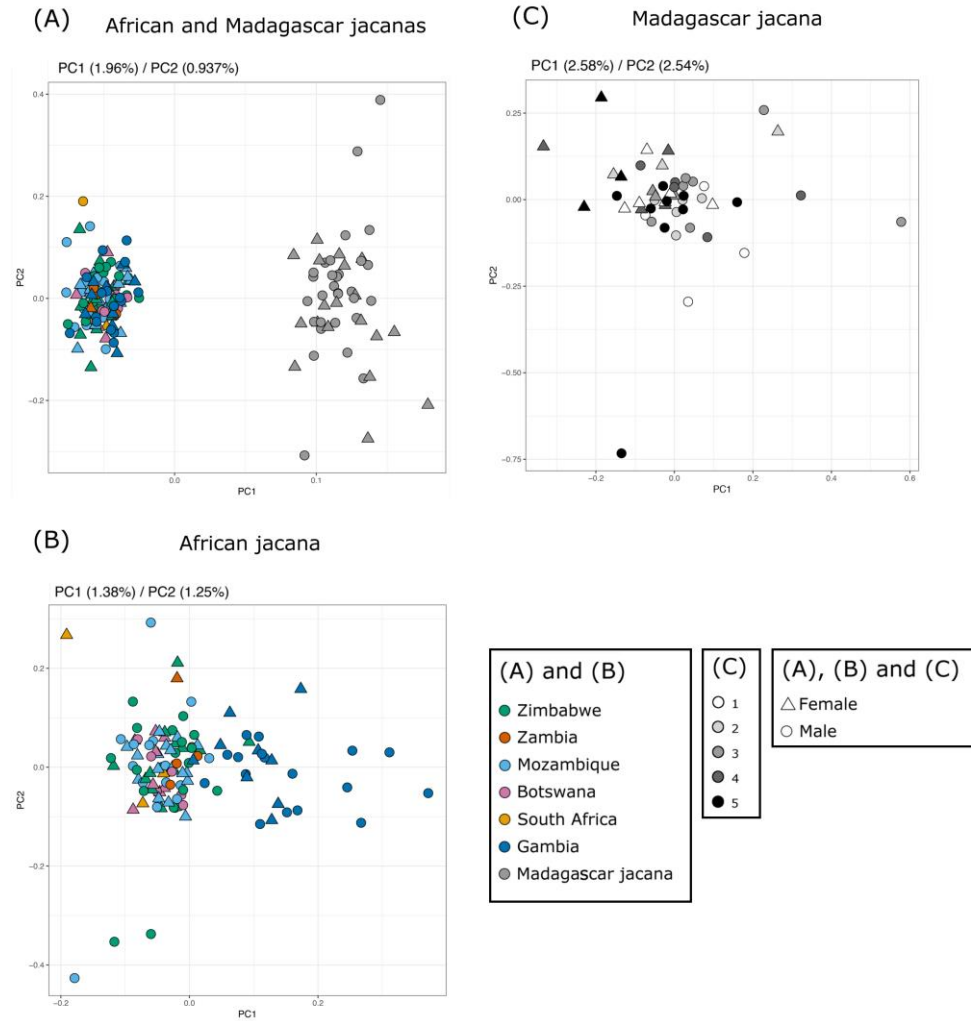 (A) African and Madagascar jacanas
PC1 (1.96%) / PC2 (0.937%)
0.4
0.2
0.0
−0.2
PC2
0.0
0.1
PC1
(C) Madagascar jacana
PC1 (2.58%) / PC2 (2.54%)
0.25
0.00
−0.25
−0.50
−0.75
PC2
−0.2
0.0
0.2
0.4
0.6
PC1
(B) African jacana
PC1 (1.38%) / PC2 (1.25%)
0.2
0.0
−0.2
−0.4
PC2
−0.2
0.0
0.2
PC1
(A) and (B)
Zimbabwe
Zambia
Mozambique
Botswana
South Africa
Gambia
Madagascar jacana
(C)
1
2
3
4
5
(A), (B) and (C)
Female
Male